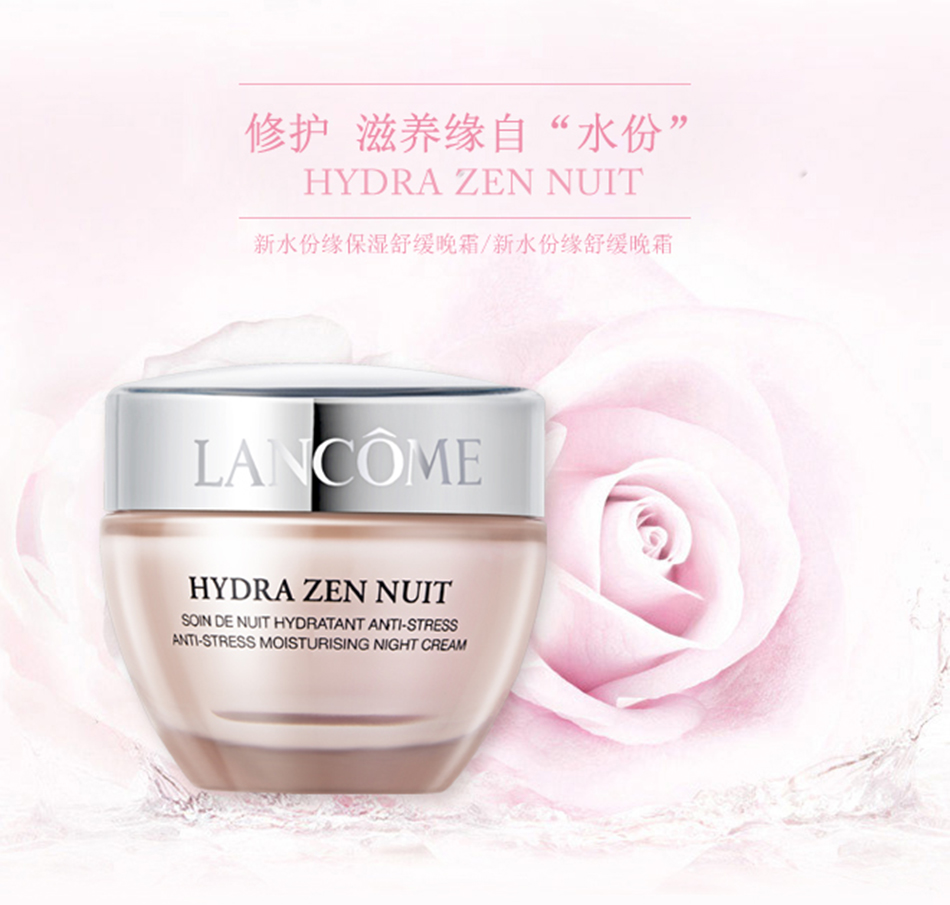 修护 滋养缘自“水份”
HYDRA ZEN NUIT
新水份缘保湿舒缓晚霜/新水份缘舒缓晚霜
LANCÔME
HYDRA ZEN NUIT
SOIN DE NUIT HYDRATANT ANTI-STRESS
ANTI-STRESS MOISTURISING NIGHT CREAM